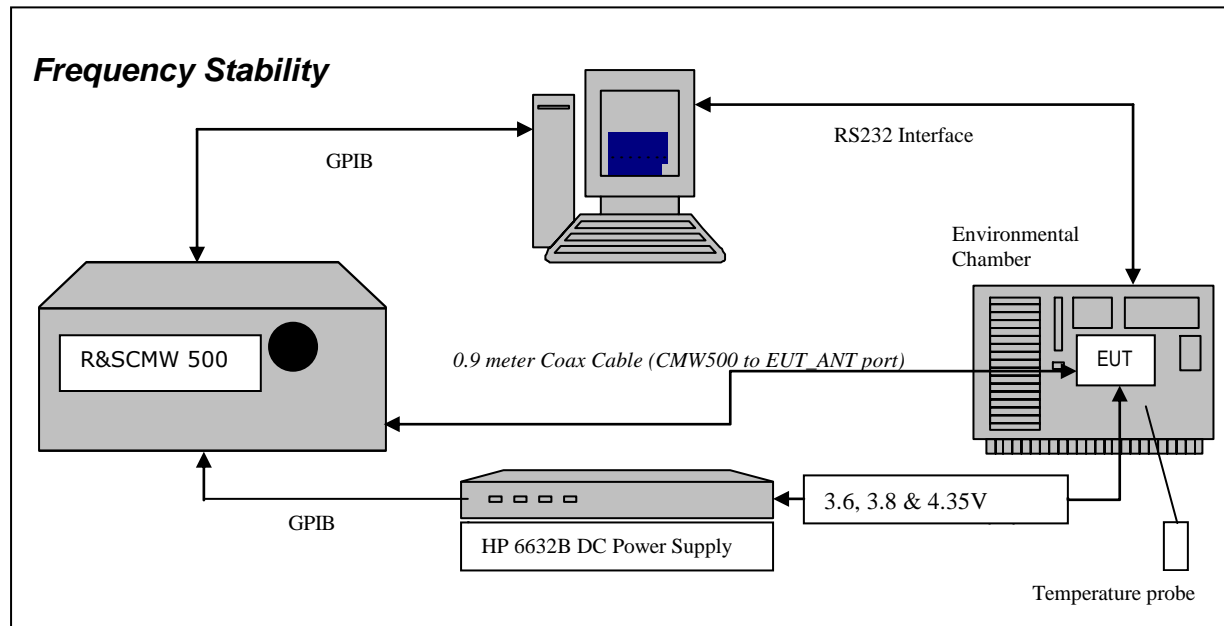 Frequency Stability
GPIB
RS232 Interface
Environmental
Chamber
R&SCMW 500
0.9 meter Coax Cable (CMW500 to EUT_ANT port)
EUT
3.6, 3.8 & 4.35V
GPIB
HP 6632B DC Power Supply
Temperature probe